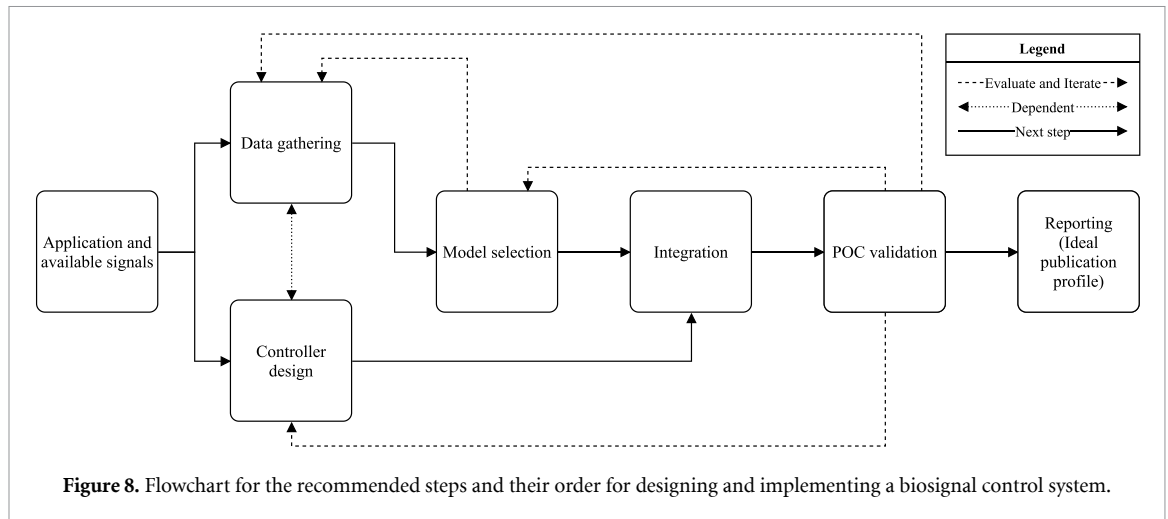 Legend
Evaluate and Iterate
Dependent
Next step
Data gathering
Application and
available signals
Model selection
Integration
POC validation
Reporting
(Ideal
publication
profile)
Controller
design
Figure 8. Flowchart for the recommended steps and their order for designing and implementing a biosignal control system.